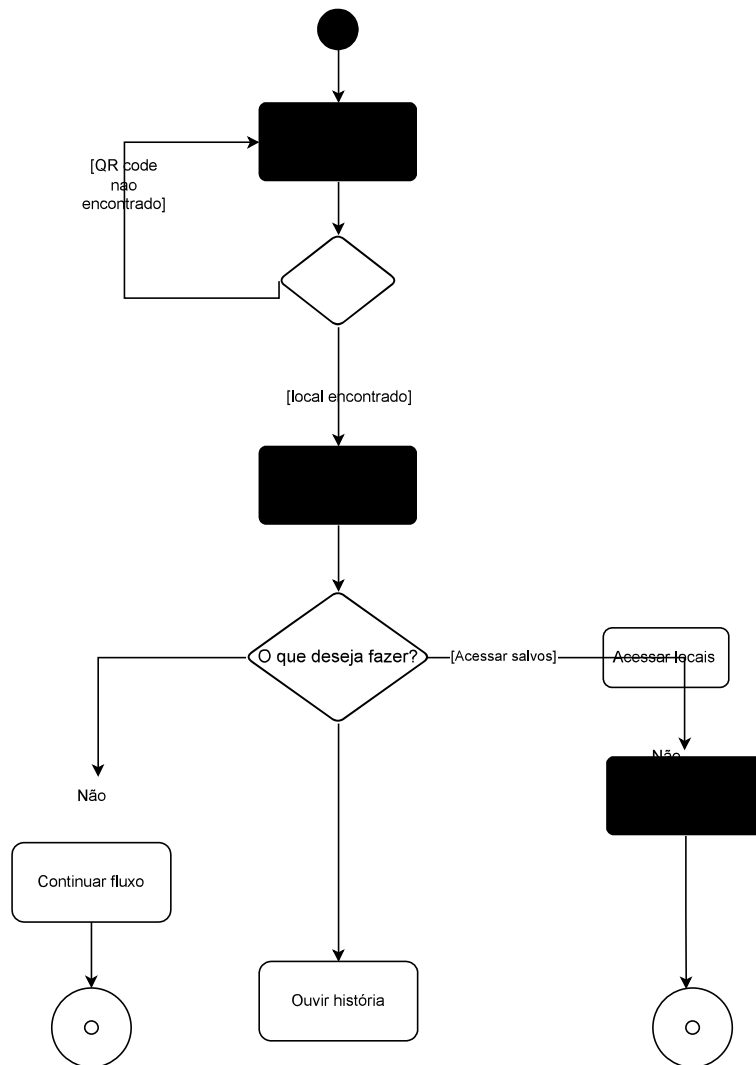 [QR code
nao
encontrado]
[local encontrado]
O que deseja fazer?
[Acessar salvos]
Acessar locais
Não
Não
Continuar fluxo
Ouvir história